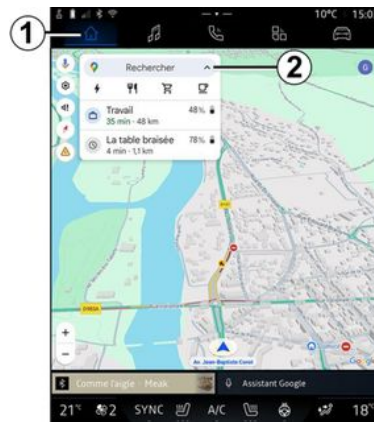 10°C 15:0
1
2
Rechercher
G
Travail 48%
35 min · 48 km
La table braisée 78%
4 min · 1,1 km
D193A
+
−
Av. Jean Baptiste Corot
Comme l'aigle - Meak
Assistant Google
21°C 2 SYNC A/C 18°